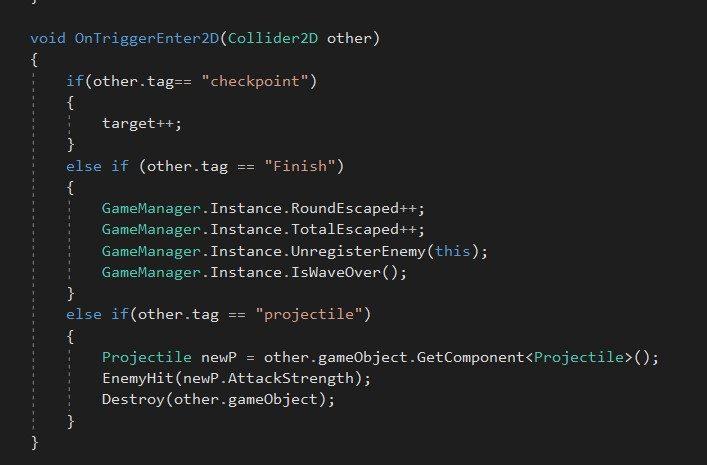 }
void OnTriggerEnter2D(Collider2D other)
{
if(other.tag== "checkpoint")
{
target++;
}
else if (other.tag == "Finish")
{
GameManager.Instance.RoundEscaped++;
GameManager.Instance.TotalEscaped++;
GameManager.Instance.UnregisterEnemy(this);
GameManager.Instance.IsWaveOver();
}
else if(other.tag == "projectile")
{
Projectile newP = other.gameObject.GetComponent<Projectile>();
EnemyHit(newP.AttackStrength);
Destroy(other.gameObject);
}
}